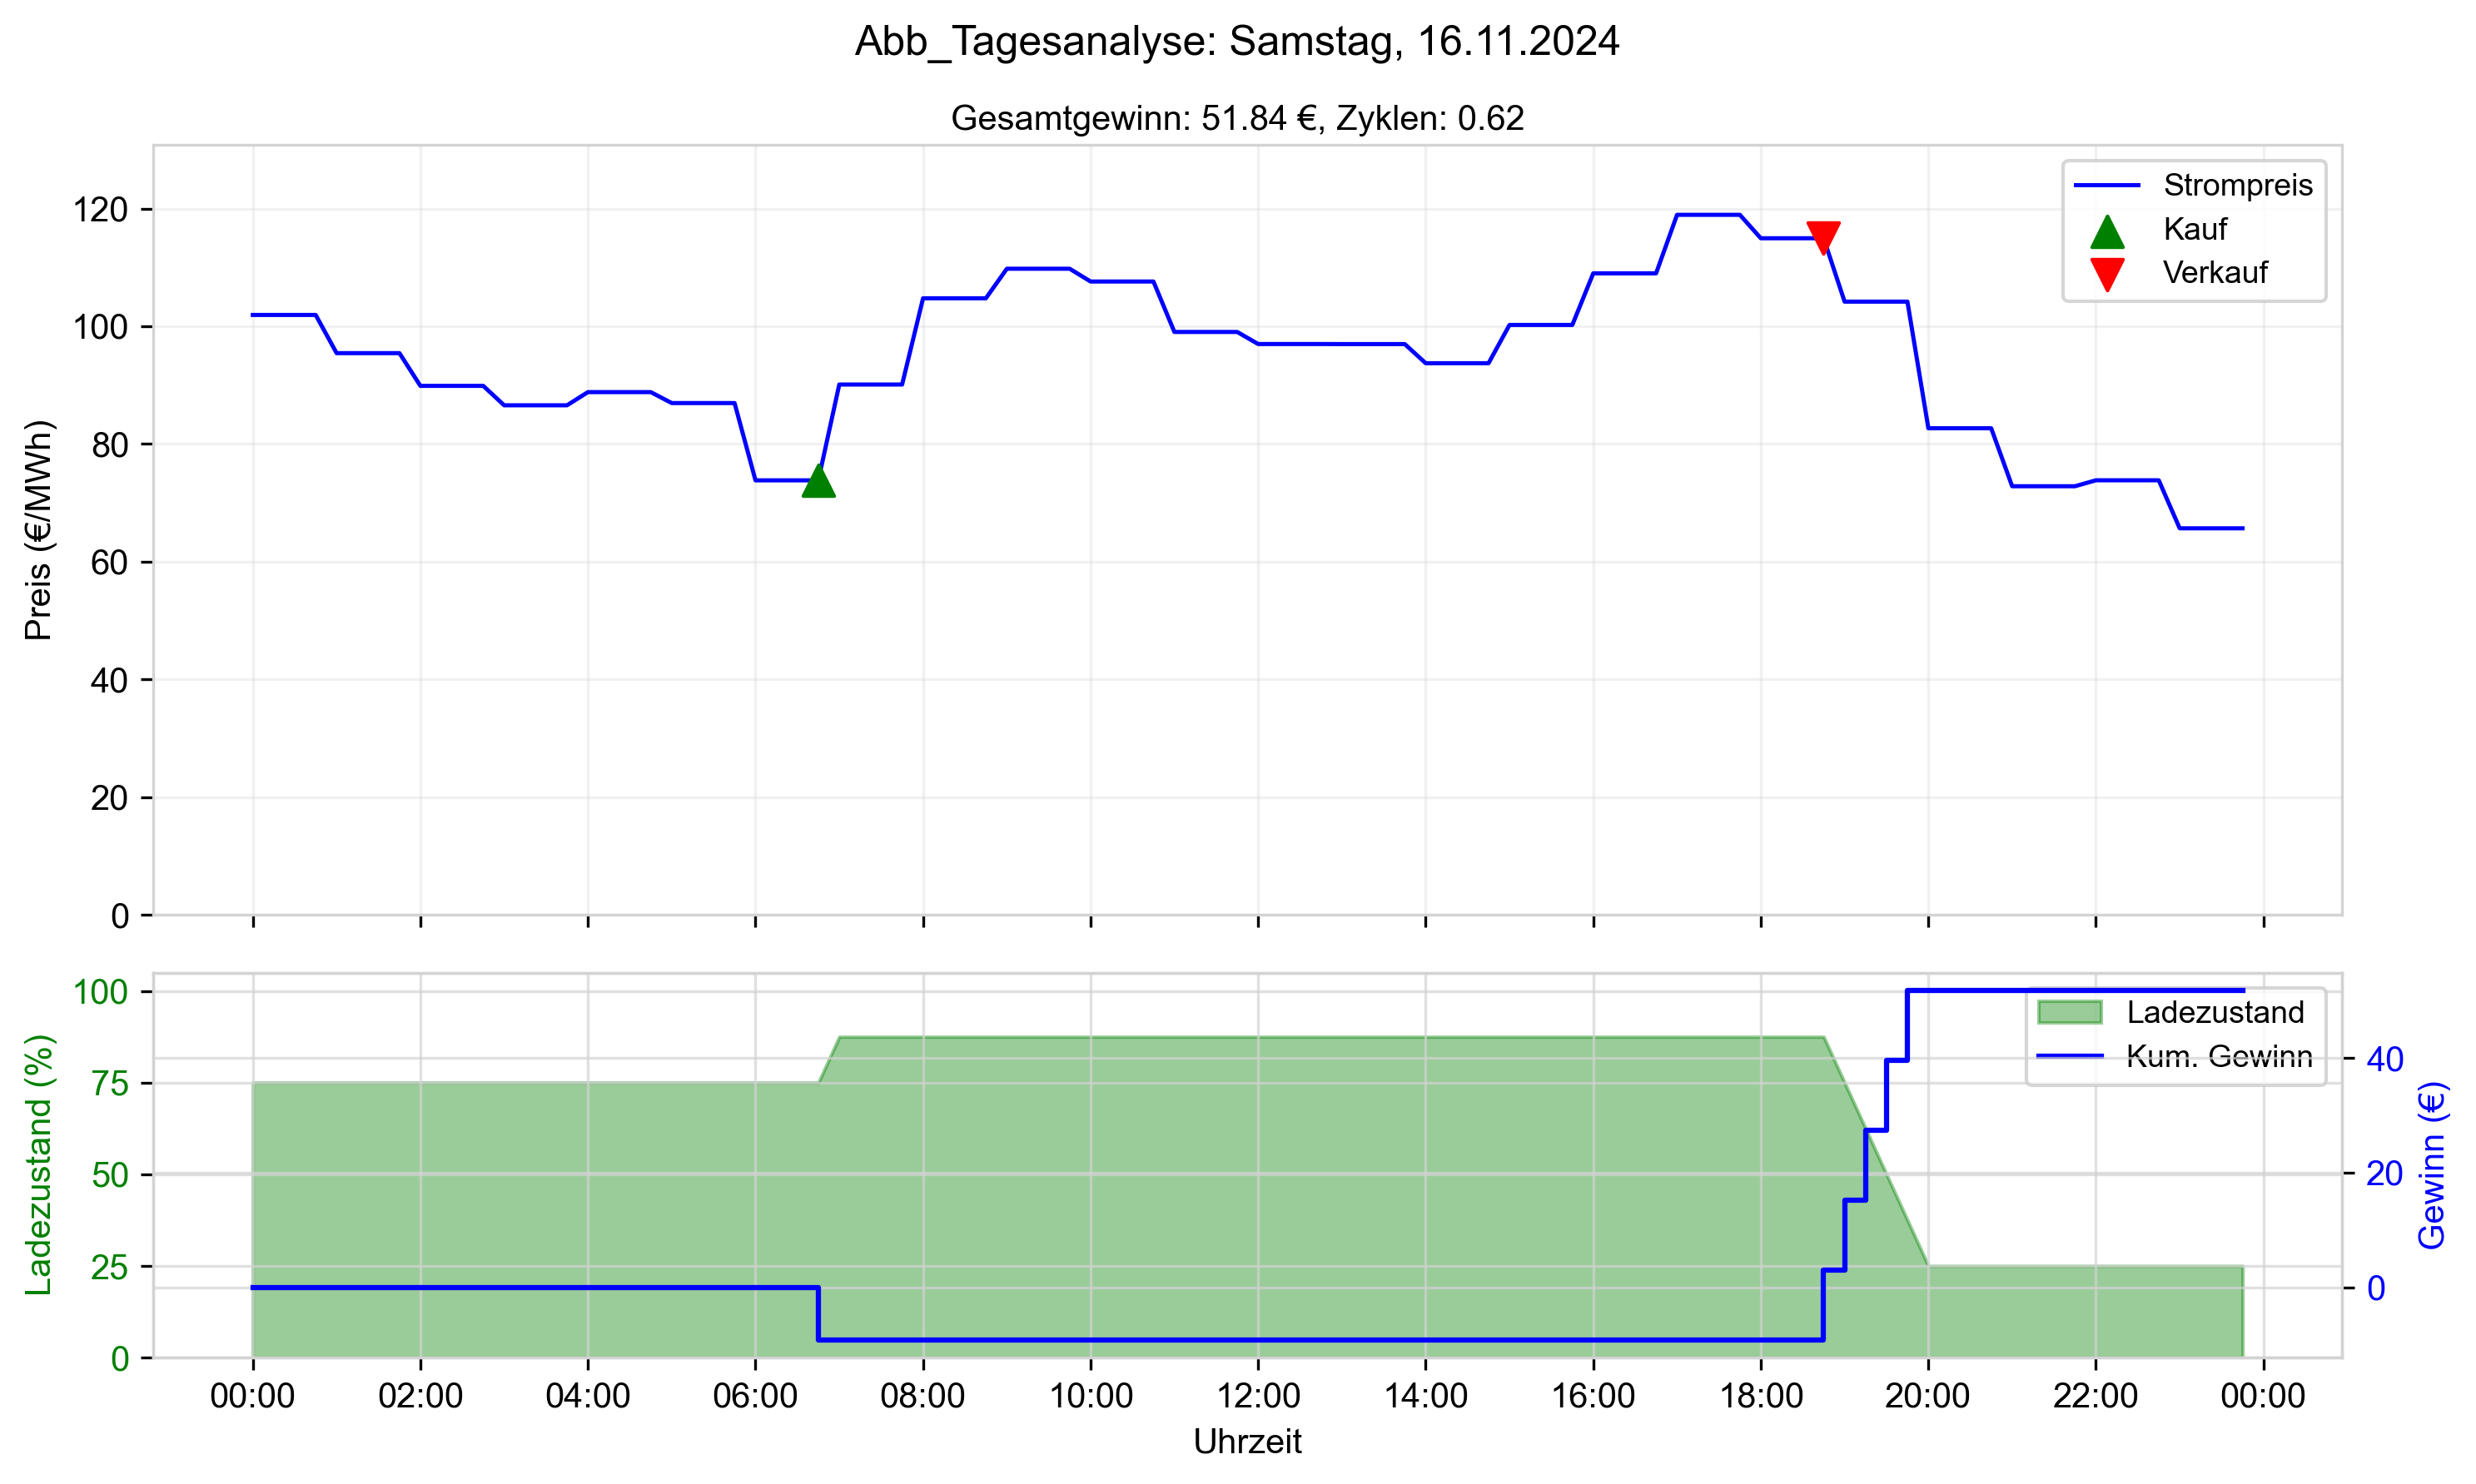 Abb_Tagesanalyse: Samstag, 16.11.2024
Gesamtgewinn: 51.84 €, Zyklen: 0.62
Preis (€/MWh)
120
100
80
60
40
20
0
Strompreis
Kauf
Verkauf
Ladezustand (%)
100
75
50
25
0
Ladezustand
Kum. Gewinn
40
20
0
Gewinn (€)
00:00 02:00 04:00 06:00 08:00 10:00 12:00 14:00 16:00 18:00 20:00 22:00 00:00
Uhrzeit